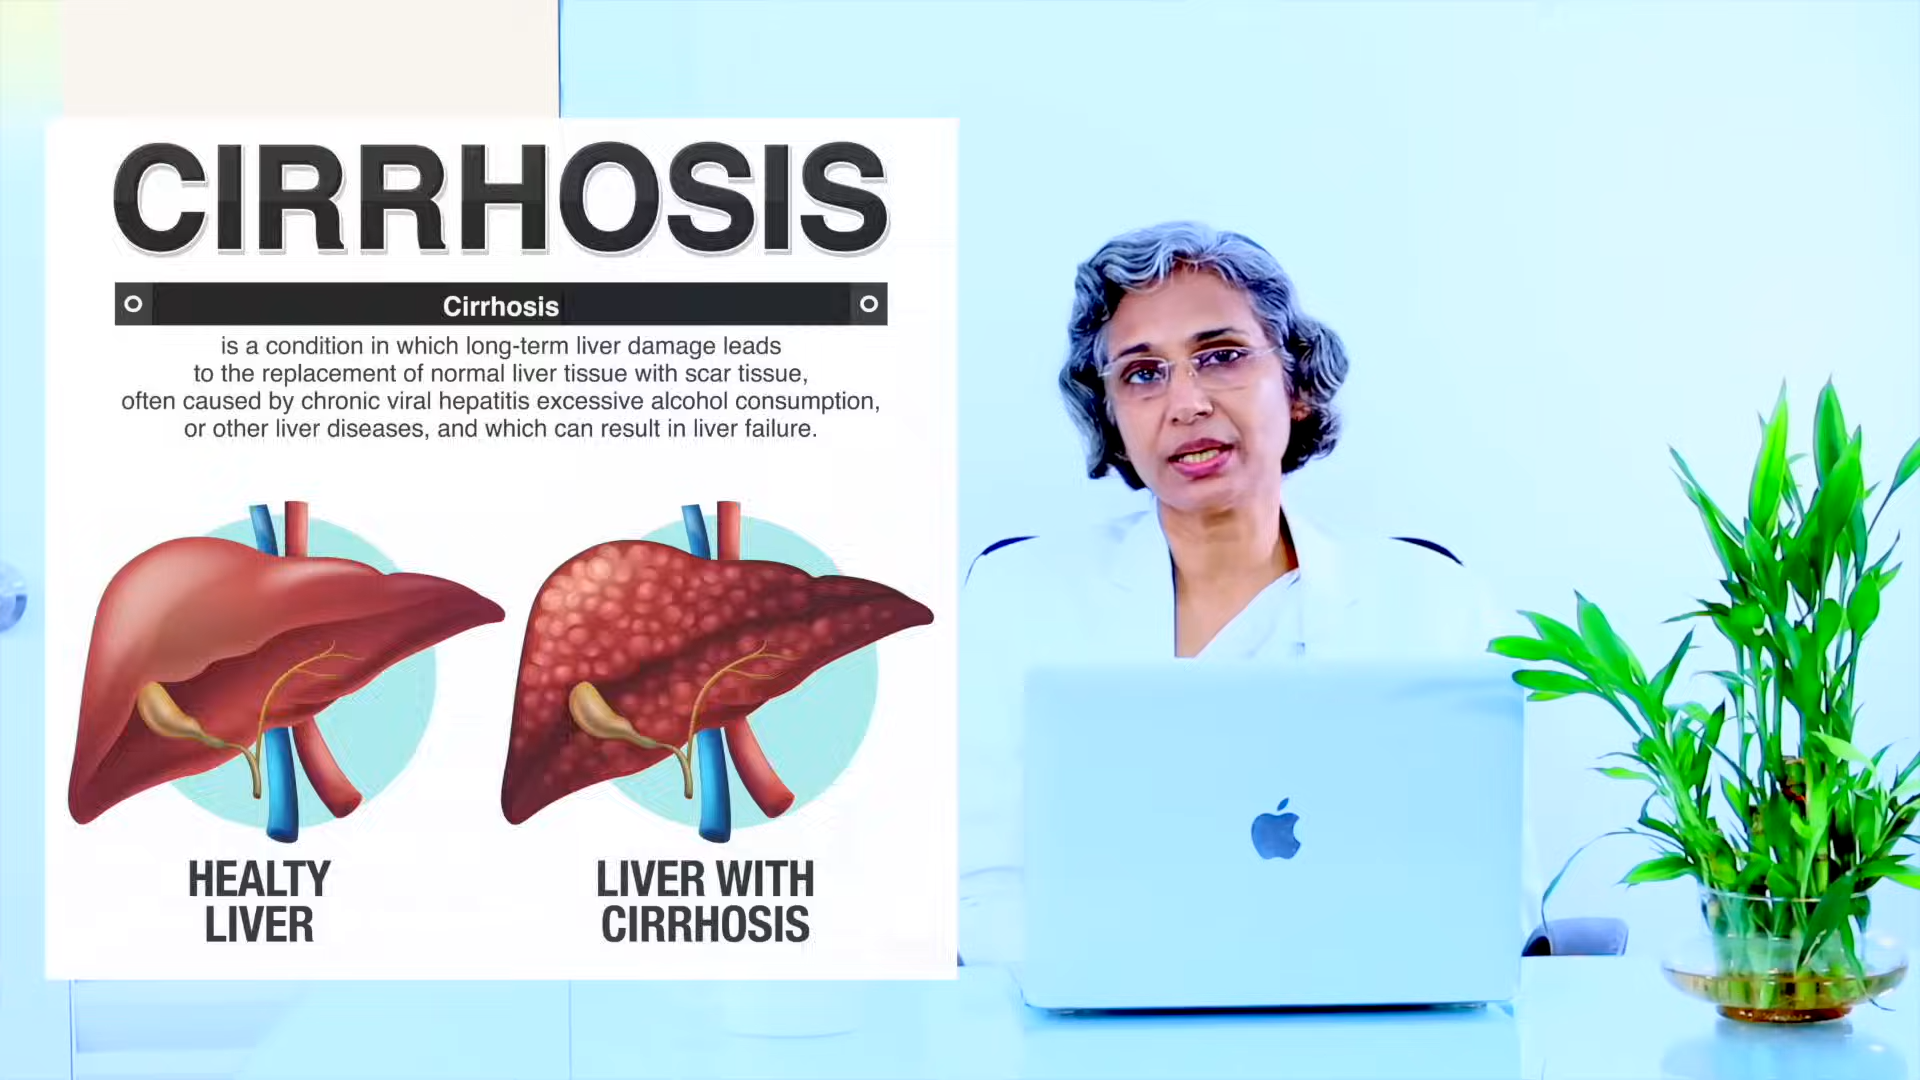 CIRRHOSIS
Cirrhosis
is a condition in which long-term liver damage leads
to the replacement of normal liver tissue with scar tissue,
often caused by chronic viral hepatitis excessive alcohol consumption,
or other liver diseases, and which can result in liver failure.
HEALTY
LIVER
LIVER WITH
CIRRHOSIS